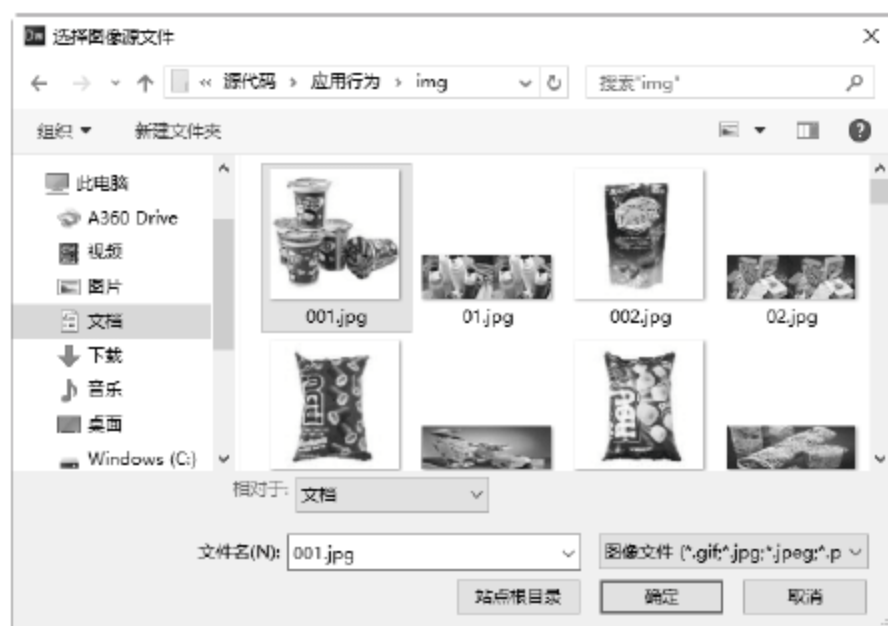 Dw 选择图像源文件
« 源代码 › 应用行为 › img 搜索"img"
组织 新建文件夹
此电脑
A360 Drive
视频
图片
文档
下载
音乐
桌面
Windows (C:)
001.jpg 01.jpg 002.jpg 02.jpg
相对于: 文档
文件名(N): 001.jpg 图像文件 (*.gif;*.jpg;*.jpeg;*.p
站点根目录 确定 取消